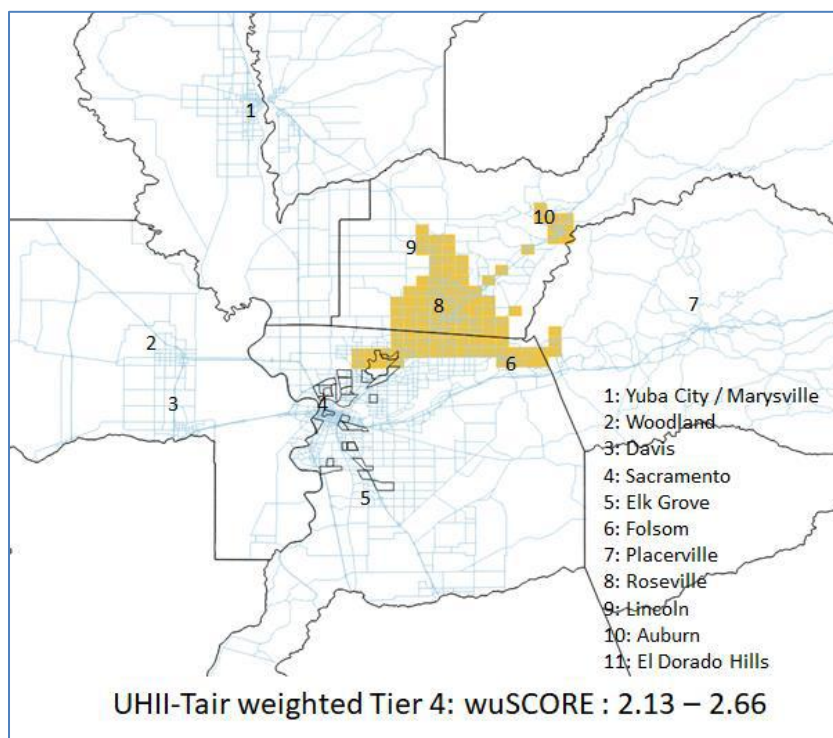 1
10
9
8
7
2
6
3
4
5
1: Yuba City / Marysville
2: Woodland
3: Davis
4: Sacramento
5: Elk Grove
6: Folsom
7: Placerville
8: Roseville
9: Lincoln
10: Auburn
11: El Dorado Hills
UHII-Tair weighted Tier 4: wuSCORE : 2.13 – 2.66